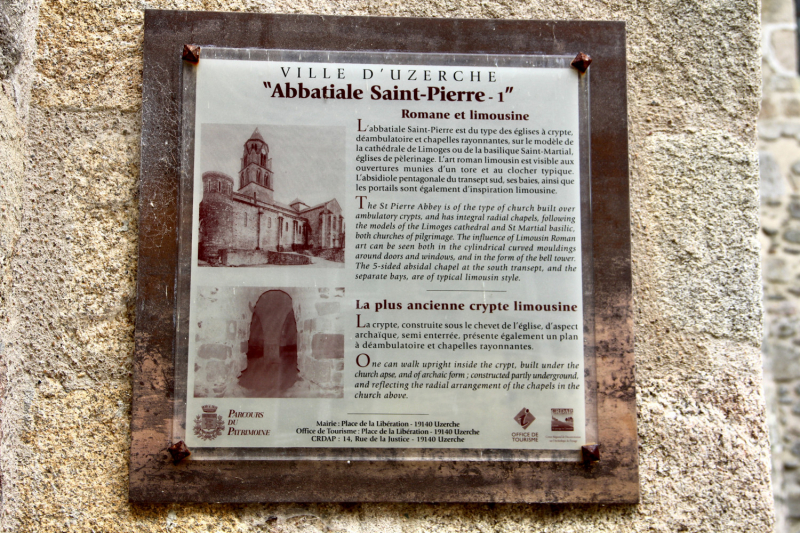 VILLE D'UZERCHE
"Abbatiale Saint-Pierre - 1"
Romane et limousine
L'abbatiale Saint-Pierre est du type des églises à crypte,
déambulatoire et chapelles rayonnantes, sur le modèle de
la cathédrale de Limoges ou de la basilique Saint-Martial,
églises de pèlerinage. L'art roman limousin est visible aux
ouvertures munies d'un tore et au clocher typique.
L'absidiole pentagonale du transept sud, ses baies, ainsi que
les portails sont également d'inspiration limousine.
The St Pierre Abbey is of the type of church built over
ambulatory crypts, and has integral radial chapels, following
the models of the Limoges cathedral and St Martial basilic,
both churches of pilgrimage. The influence of Limousin Roman
art can be seen both in the cylindrical curved mouldings
around doors and windows, and in the form of the bell tower.
The 5-sided absidal chapel at the south transept, and the
separate bays, are of typical limousin style.
La plus ancienne crypte limousine
La crypte, construite sous le chevet de l'église, d'aspect
archaïque, semi enterrée, présente également un plan
à déambulatoire et chapelles rayonnantes.
One can walk upright inside the crypt, built under the
church apse, and of archaic form ; constructed partly underground,
and reflecting the radial arrangement of the chapels in the
church above.
PARCOURS
DU
PATRIMOINE
Mairie : Place de la Libération - 19140 Uzerche
Office de Tourisme : Place de la Libération - 19140 Uzerche
CRDAP : 14, Rue de la Justice - 19140 Uzerche
OFFICE DE
TOURISME